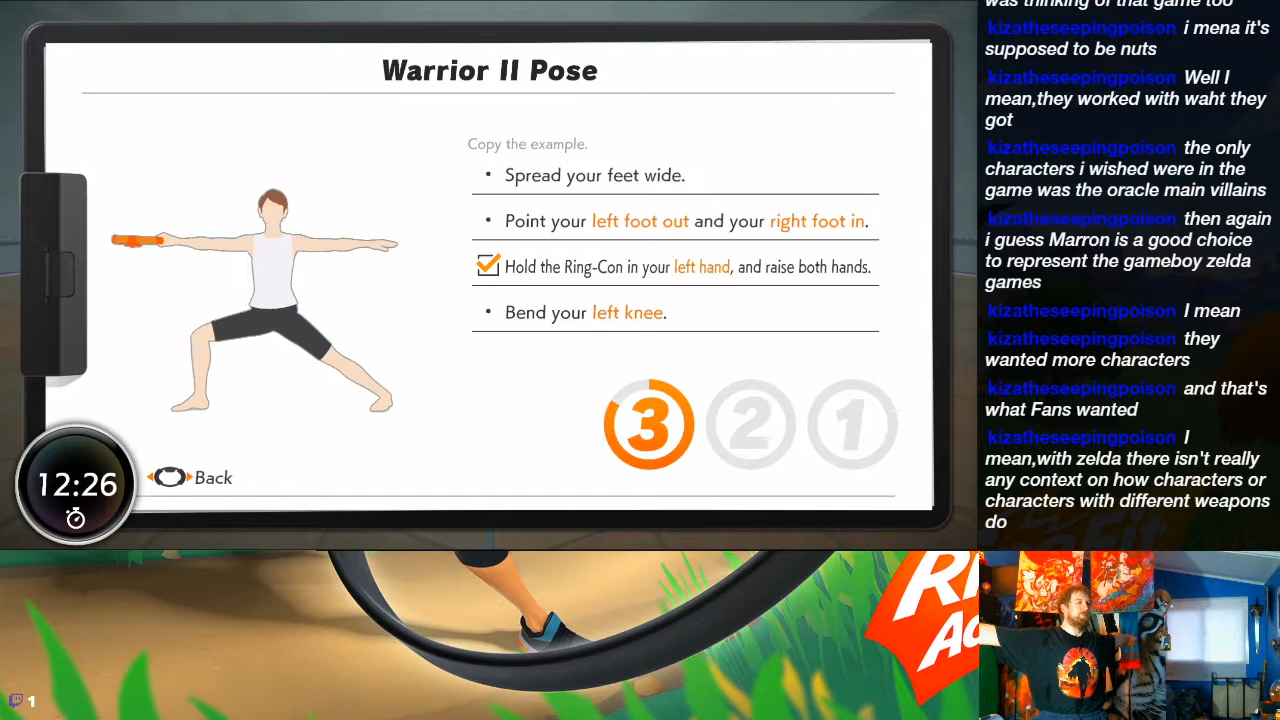 Warrior II Pose
Copy the example.
• Spread your feet wide.
• Point your left foot out and your right foot in.
Hold the Ring-Con in your left hand, and raise both hands.
• Bend your left knee.
3 2 1
12:26
Back
1
was thinking of that game too
kizatheseepingpoison i mena it's
supposed to be nuts
kizatheseepingpoison Well I
mean,they worked with waht they
got
kizatheseepingpoison the only
characters i wished were in the
game was the oracle main villains
kizatheseepingpoison then again
i guess Marron is a good choice
to represent the gameboy zelda
games
kizatheseepingpoison I mean
kizatheseepingpoison they
wanted more characters
kizatheseepingpoison and that's
what Fans wanted
kizatheseepingpoison I
mean,with zelda there isn't really
any context on how characters or
characters with different weapons
do